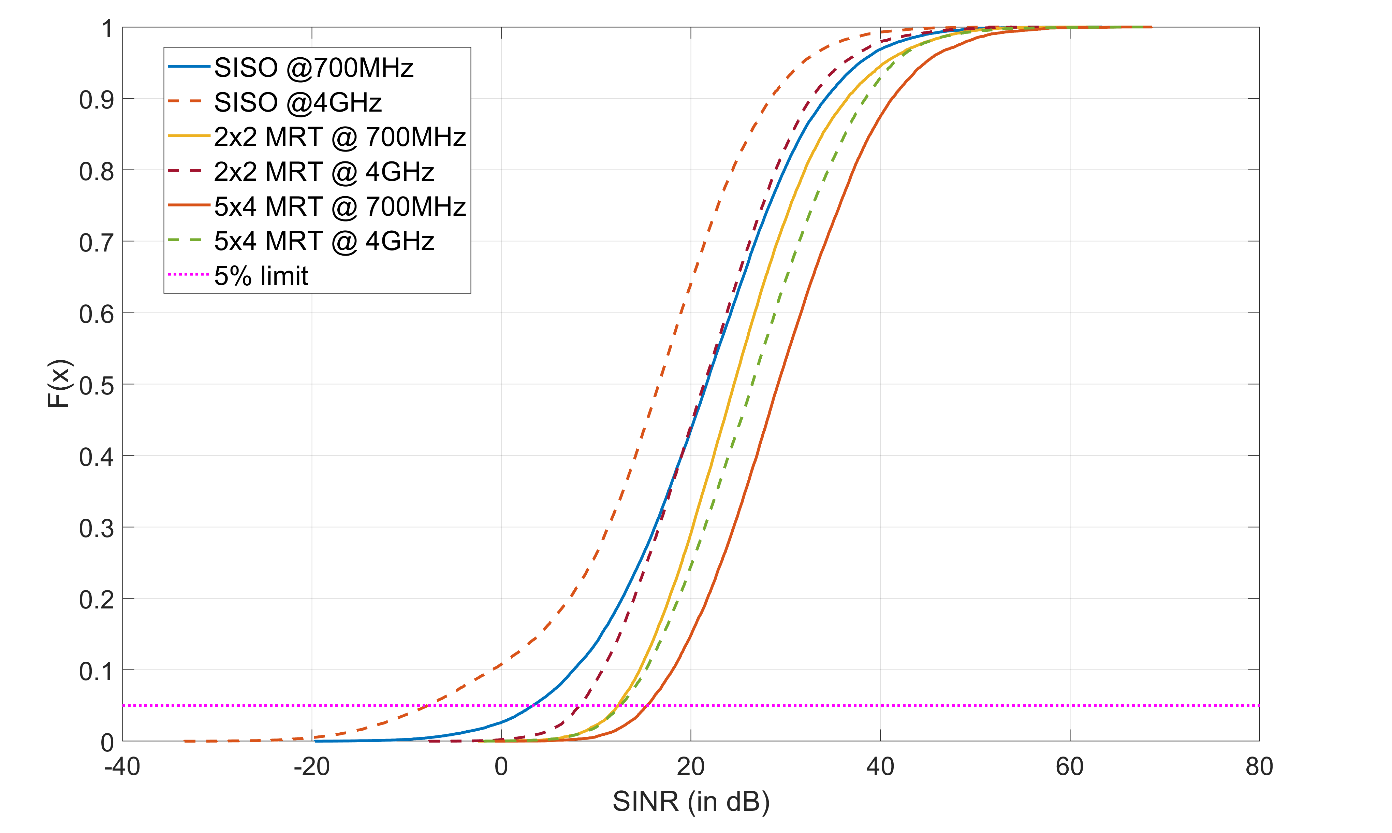 SISO @700MHz
SISO @4GHz
2x2 MRT @ 700MHz
2x2 MRT @ 4GHz
5x4 MRT @ 700MHz
5x4 MRT @ 4GHz
5% limit
1
0.9
0.8
0.7
0.6
0.5
0.4
0.3
0.2
0.1
0
F(x)
-40 -20 0 20 40 60 80
SINR (in dB)